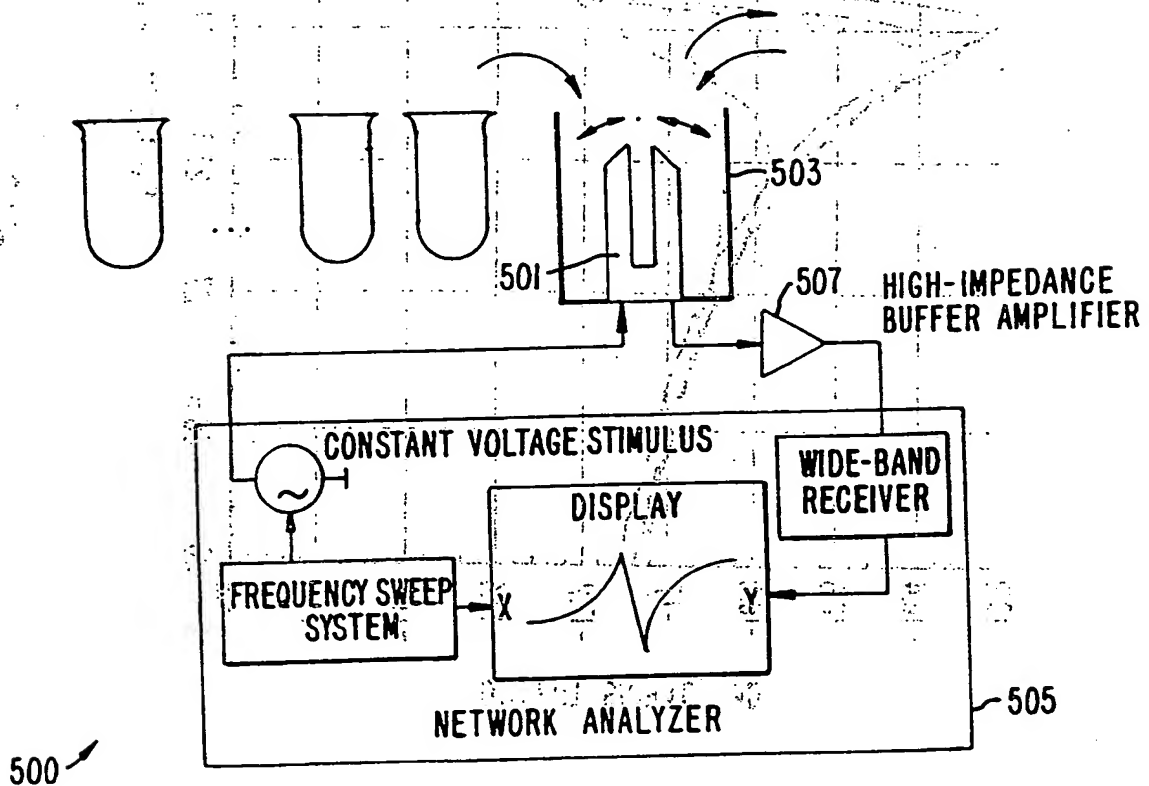 503
501
...
507
HIGH-IMPEDANCE
BUFFER AMPLIFIER
CONSTANT VOLTAGE STIMULUS
~
WIDE-BAND
RECEIVER
DISPLAY
FREQUENCY SWEEP
SYSTEM
X
Y
NETWORK ANALYZER
505
500